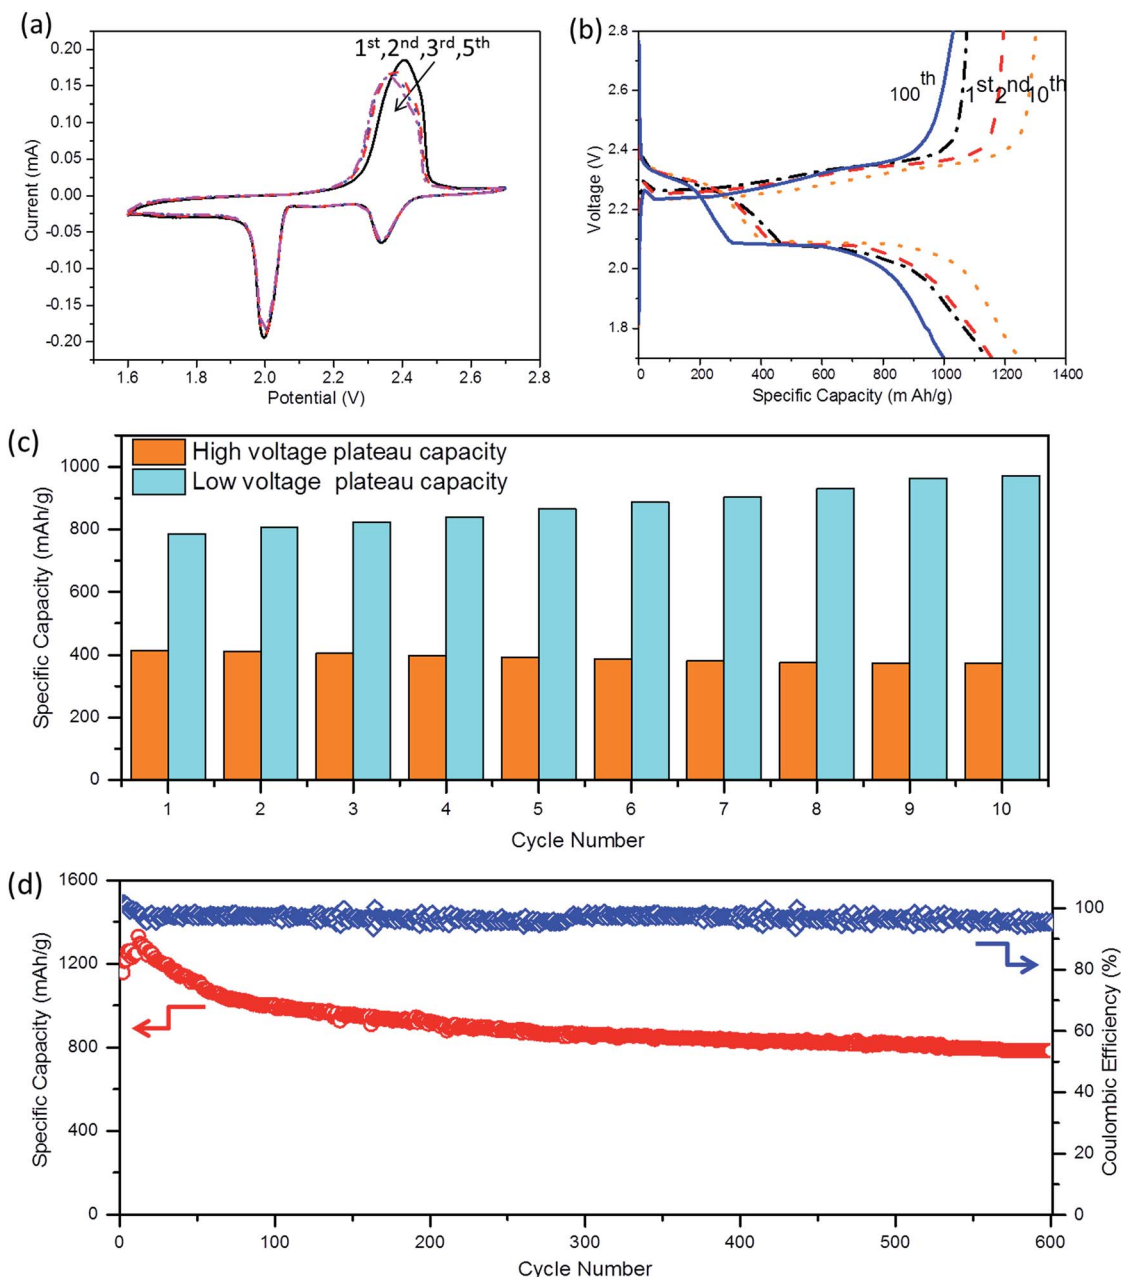 (a)
1st,2nd,3rd,5th
0.20
0.15
0.10
0.05
0.00
-0.05
-0.10
-0.15
-0.20
Current (mA)
1.6 1.8 2.0 2.2 2.4 2.6 2.8
Potential (V)
(b)
2.8
2.6
2.4
2.2
2.0
1.8
Voltage (V)
100th 1st 2nd 10th
0 200 400 600 800 1000 1200 1400
Specific Capacity (m Ah/g)
(c)
High voltage plateau capacity
Low voltage plateau capacity
1000
800
600
400
200
0
Specific Capacity (mAh/g)
1 2 3 4 5 6 7 8 9 10
Cycle Number
(d)
1600
1200
800
400
0
Specific Capacity (mAh/g)
100
80
60
40
20
0
Coulombic Efficiency (%)
0 100 200 300 400 500 600
Cycle Number